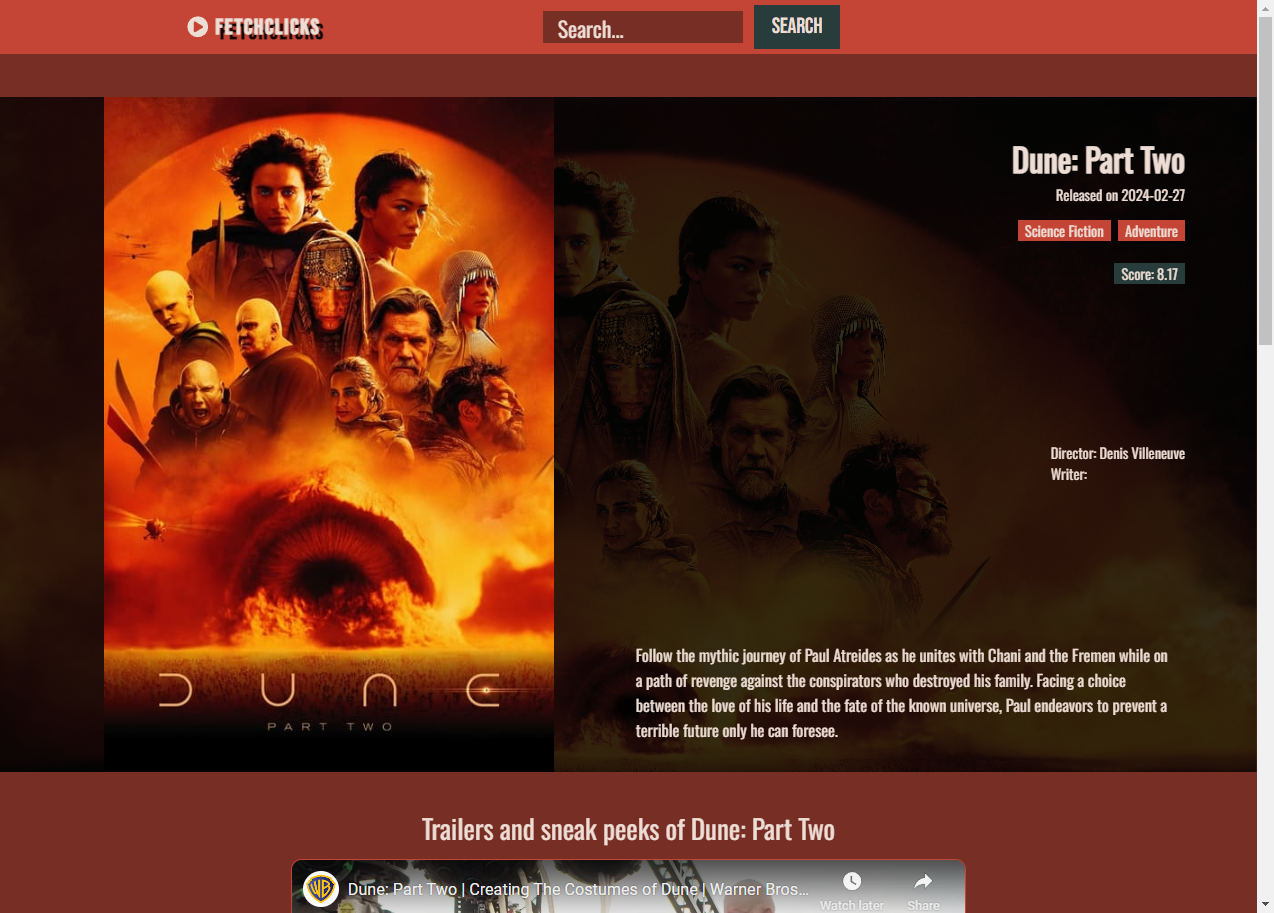 FETCHCLICKS
Search...
SEARCH
Dune: Part Two
Released on 2024-02-27
Science Fiction
Adventure
Score: 8.17
Director: Denis Villeneuve
Writer:
Follow the mythic journey of Paul Atreides as he unites with Chani and the Fremen while on
a path of revenge against the conspirators who destroyed his family. Facing a choice
between the love of his life and the fate of the known universe, Paul endeavors to prevent a
terrible future only he can foresee.
DUNE
PART TWO
Trailers and sneak peeks of Dune: Part Two
WB
Dune: Part Two | Creating The Costumes of Dune | Warner Bros...
Watch later
Share